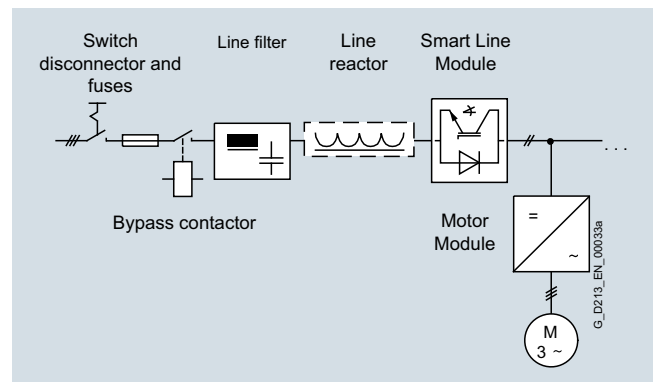 Switch
disconnector and
fuses
Line filter
Line
reactor
Smart Line
Module
. . .
Bypass contactor
Motor
Module
=
~
G_D213_EN_00033a
M
3 ~